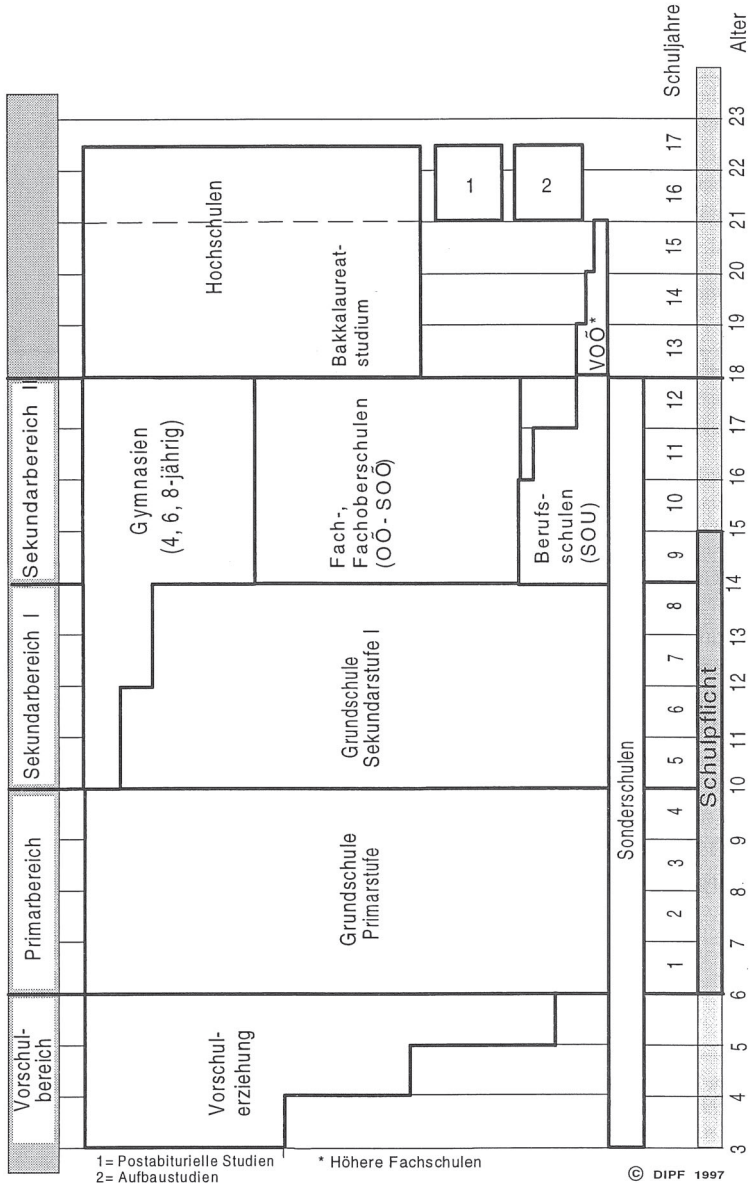 Vorschul-
bereich
Primarbereich
Sekundarbereich I
Sekundarbereich II
Vorschul-
erziehung
Grundschule
Primarstufe
Grundschule
Sekundarstufe I
Gymnasien
(4, 6, 8-jährig)
Fach-,
Fachoberschulen
(OŎ - SOŎ)
Berufs-
schulen
(SOU)
Hochschulen
Bakkalaureat-
studium
1
2
VOŎ*
Sonderschulen
1 2 3 4 5 6 7 8 9 10 11 12 13 14 15 16 17 Schuljahre
Schulpflicht
3 4 5 6 7 8. 9 10 11 12 13 14 15 16 17 18 19 20 21 22 23 Alter
1= Postabiturielle Studien
2= Aufbaustudien
* Höhere Fachschulen
© DIPF 1997